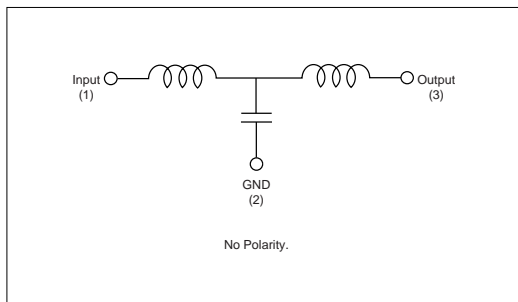 Input
(1)
Output
(3)
GND
(2)
No Polarity.